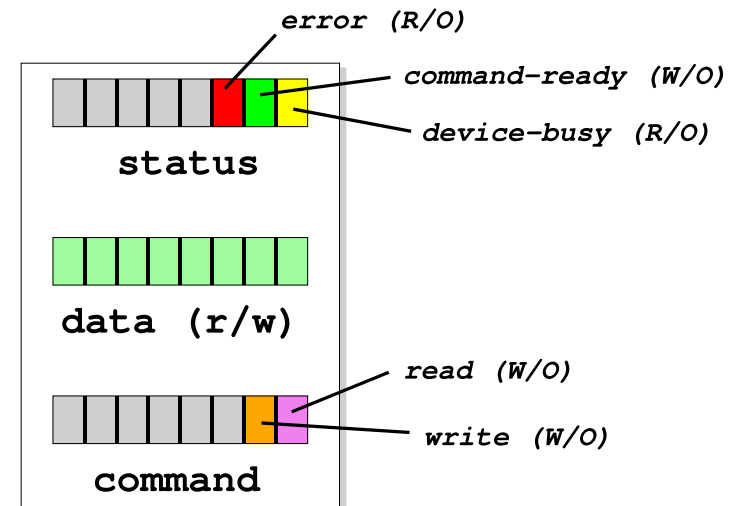 error (R/O)
command-ready (W/O)
device-busy (R/O)
status
data (r/w)
read (W/O)
write (W/O)
command